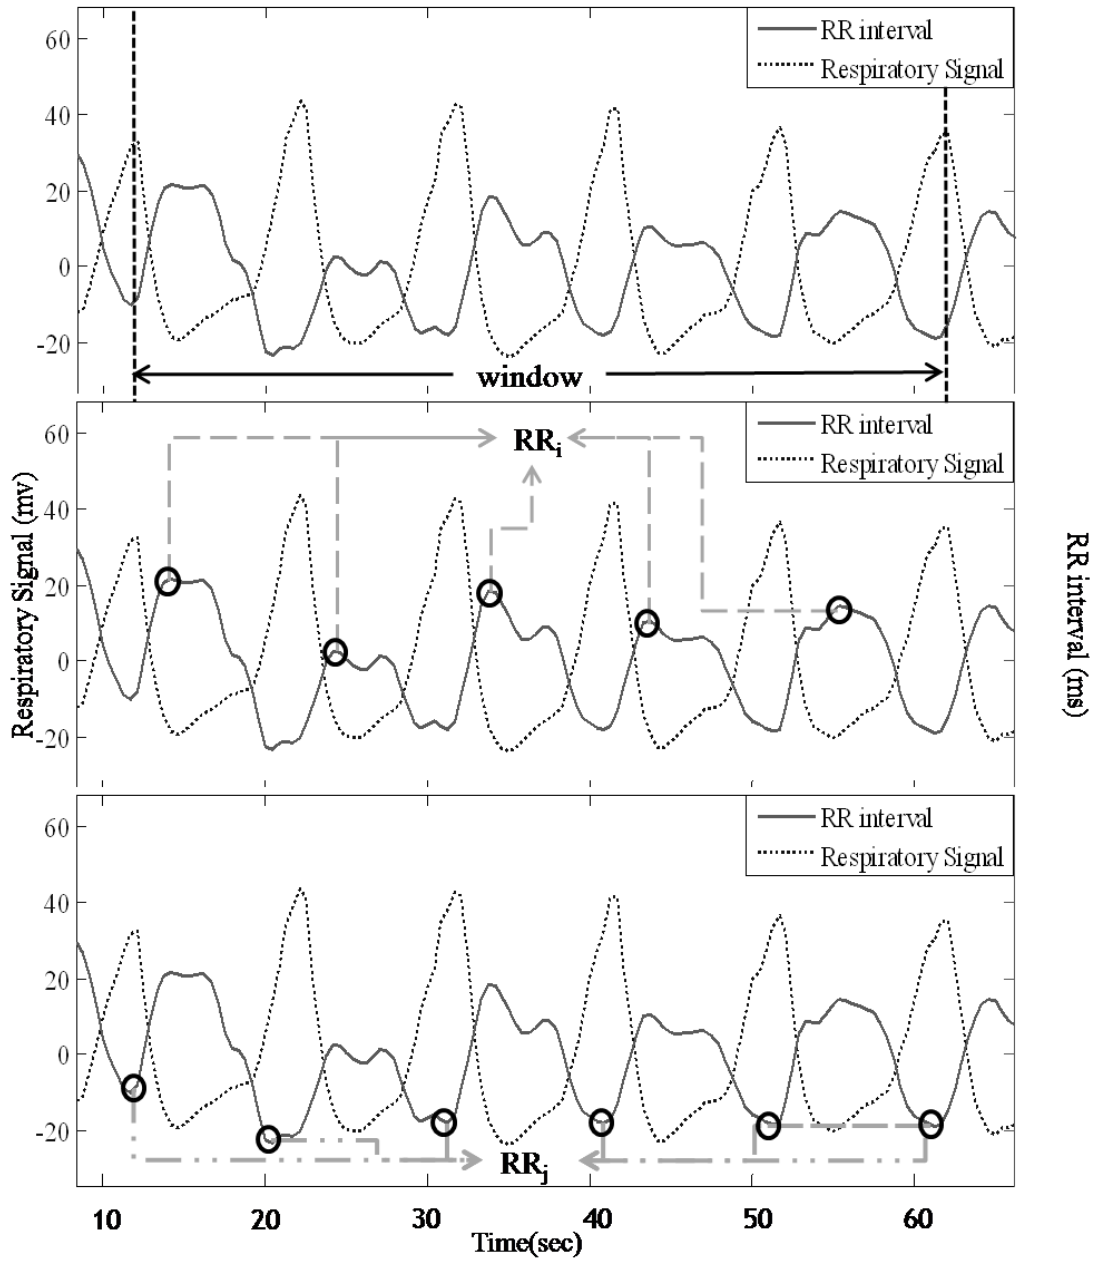 60
40
20
0
-20
RR interval
Respiratory Signal
window
60
40
20
0
-20
RR interval
Respiratory Signal
RRi
Respiratory Signal (mv)
RR interval (ms)
60
40
20
0
-20
RR interval
Respiratory Signal
RRj
10 20 30 40 50 60
Time(sec)